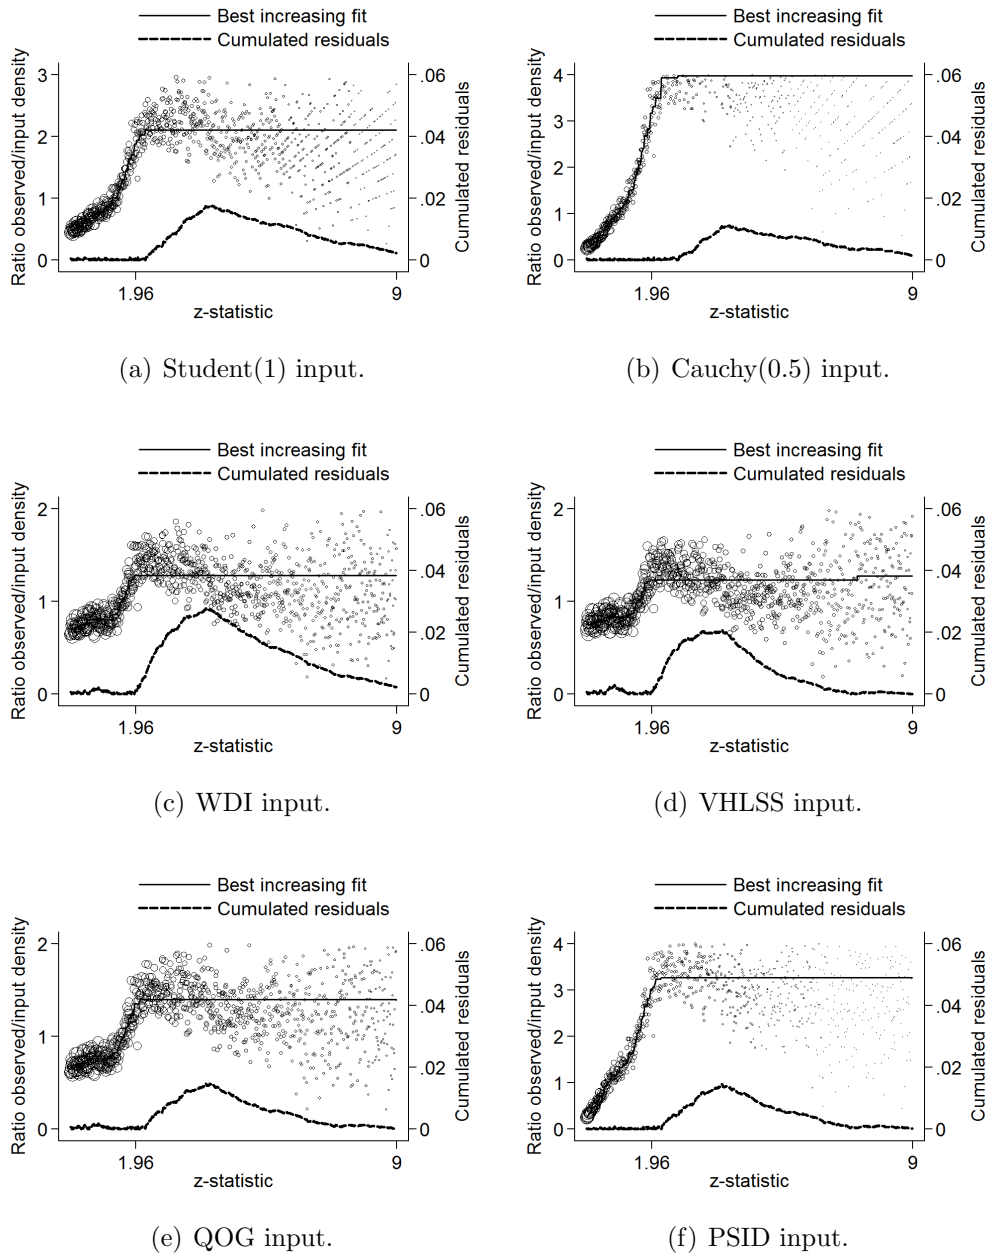 Best increasing fit
Cumulated residuals
Ratio observed/input density
3
2
1
0
.06
.04
.02
0
Cumulated residuals
1.96
9
z-statistic
(a) Student(1) input.
Best increasing fit
Cumulated residuals
Ratio observed/input density
4
3
2
1
0
.06
.04
.02
0
Cumulated residuals
1.96
9
z-statistic
(b) Cauchy(0.5) input.
Best increasing fit
Cumulated residuals
Ratio observed/input density
2
1
0
.06
.04
.02
0
Cumulated residuals
1.96
9
z-statistic
(c) WDI input.
Best increasing fit
Cumulated residuals
Ratio observed/input density
2
1
0
.06
.04
.02
0
Cumulated residuals
1.96
9
z-statistic
(d) VHLSS input.
Best increasing fit
Cumulated residuals
Ratio observed/input density
2
1
0
.06
.04
.02
0
Cumulated residuals
1.96
9
z-statistic
(e) QOG input.
Best increasing fit
Cumulated residuals
Ratio observed/input density
4
3
2
1
0
.06
.04
.02
0
Cumulated residuals
1.96
9
z-statistic
(f) PSID input.